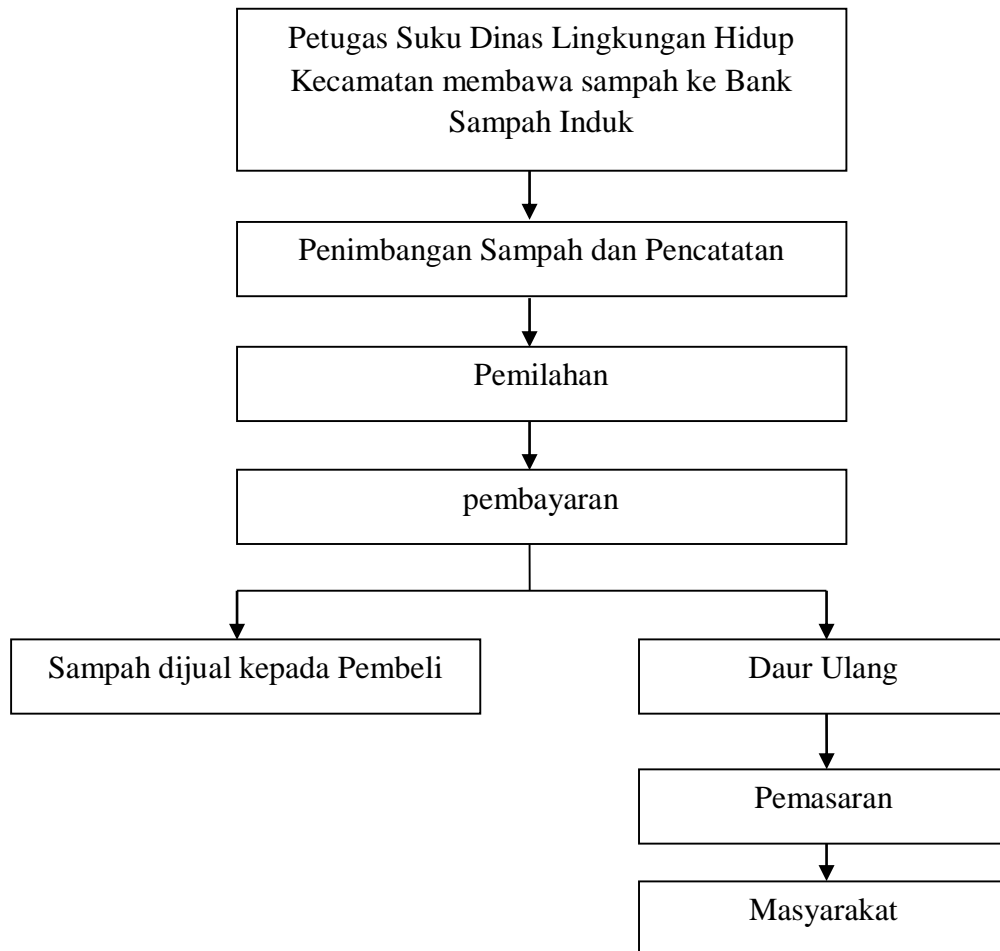 Petugas Suku Dinas Lingkungan Hidup
Kecamatan membawa sampah ke Bank
Sampah Induk
Penimbangan Sampah dan Pencatatan
Pemilahan
pembayaran
Sampah dijual kepada Pembeli
Daur Ulang
Pemasaran
Masyarakat